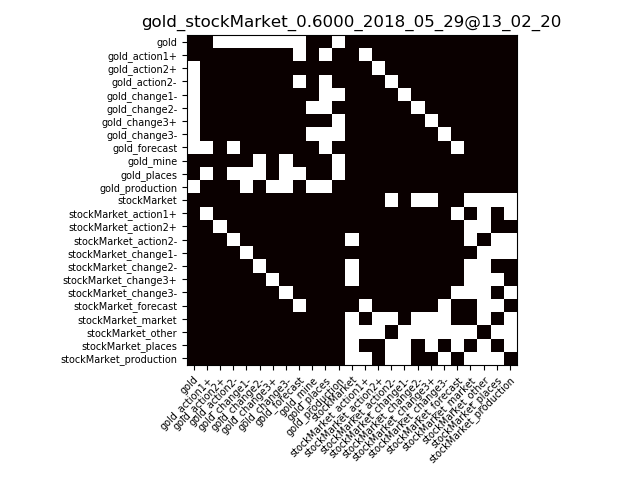 gold_stockMarket_0.6000_2018_05_29@13_02_20
gold
gold_action1+
gold_action2+
gold_action2-
gold_change1-
gold_change2-
gold_change3+
gold_change3-
gold_forecast
gold_mine
gold_places
gold_production
stockMarket
stockMarket_action1+
stockMarket_action2+
stockMarket_action2-
stockMarket_change1-
stockMarket_change2-
stockMarket_change3+
stockMarket_change3-
stockMarket_forecast
stockMarket_market
stockMarket_other
stockMarket_places
stockMarket_production
gold
gold_action1+
gold_action2+
gold_action2-
gold_change1-
gold_change2-
gold_change3+
gold_change3-
gold_forecast
gold_mine
gold_places
gold_production
stockMarket
stockMarket_action1+
stockMarket_action2+
stockMarket_action2-
stockMarket_change1-
stockMarket_change2-
stockMarket_change3+
stockMarket_change3-
stockMarket_forecast
stockMarket_market
stockMarket_other
stockMarket_places
stockMarket_production